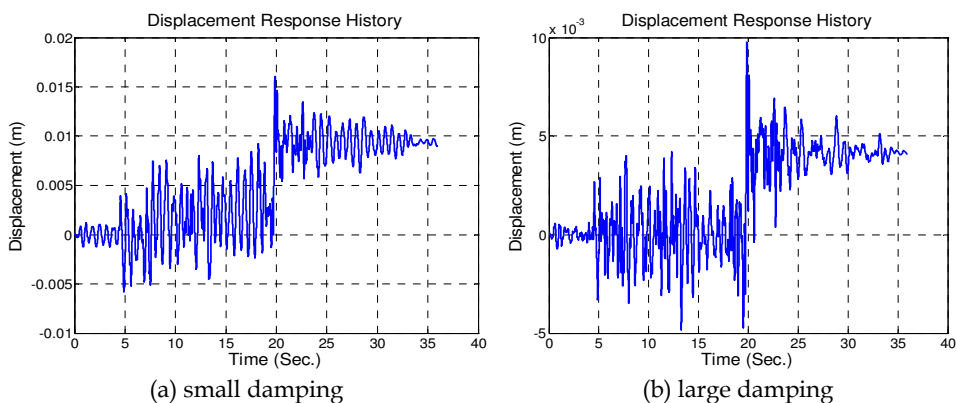 Displacement Response History
0.02
0.015
0.01
0.005
0
-0.005
-0.01
Displacement (m)
0 5 10 15 20 25 30 35 40
Time (Sec.)
(a) small damping
Displacement Response History
x 10-3
10
5
0
-5
Displacement (m)
0 5 10 15 20 25 30 35 40
Time (Sec.)
(b) large damping